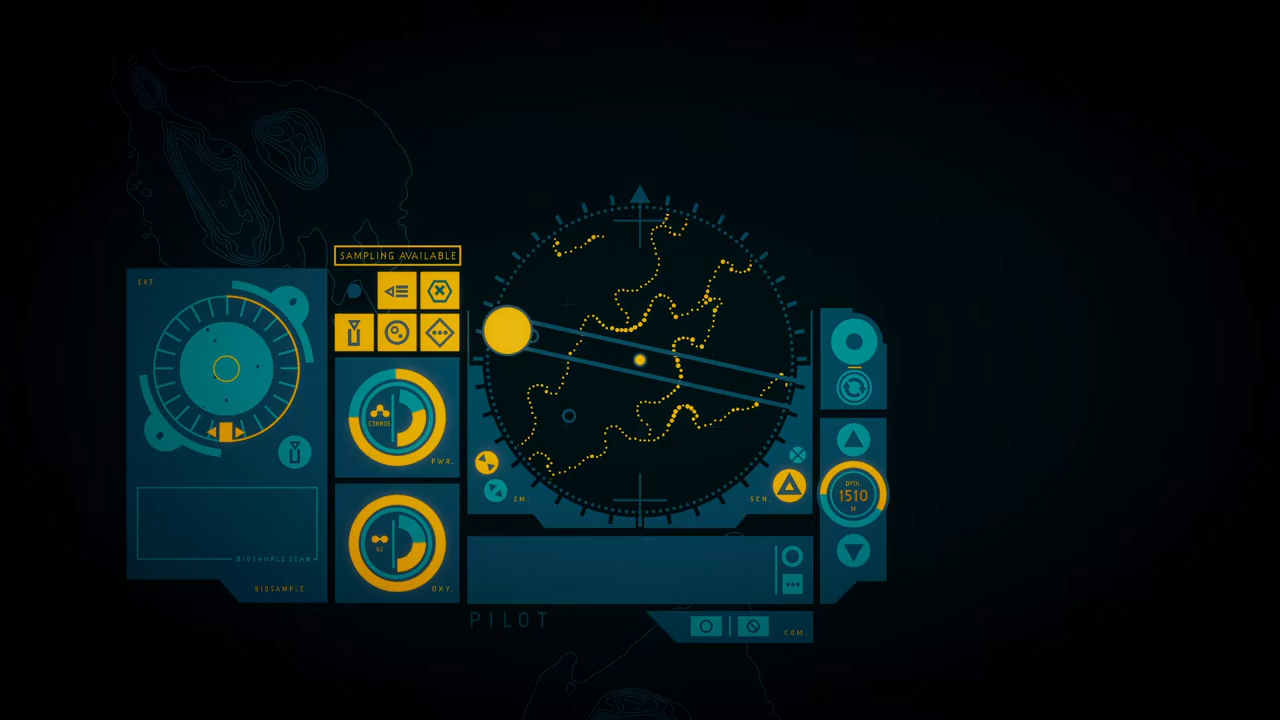 EXT.
SAMPLING AVAILABLE
C3H8O3
PWR.
O2
OXY.
BIOSAMPLE SCAN
BIOSAMPLE
ZM.
SCN.
DPTH.
1510
M
PILOT
COM.